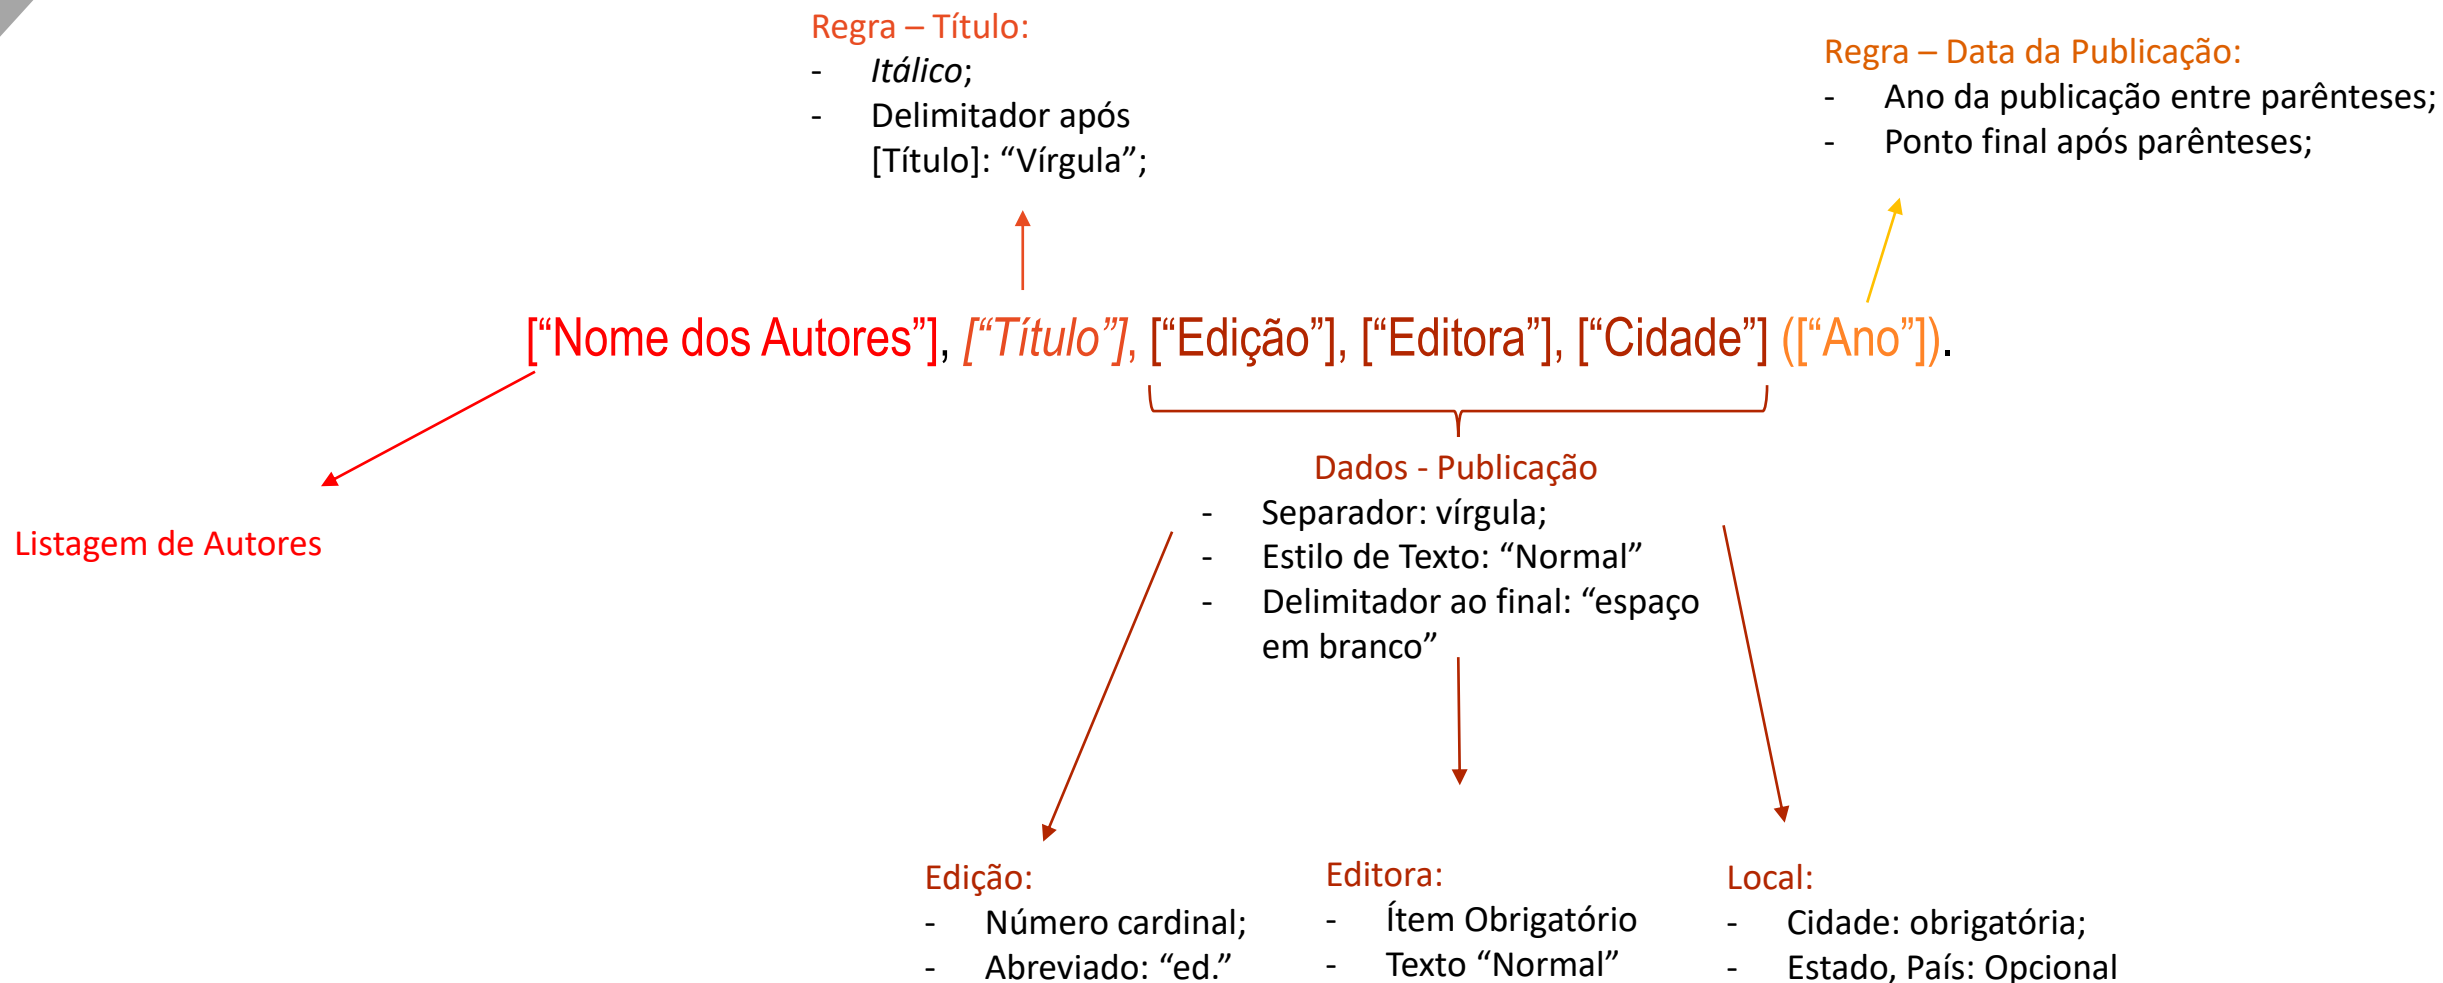 Regra – Título:
- Itálico;
- Delimitador após
[Título]: “Vírgula”;
Regra – Data da Publicação:
- Ano da publicação entre parênteses;
- Ponto final após parênteses;
[“Nome dos Autores”], [“Título”], [“Edição”], [“Editora”], [“Cidade”] ([“Ano”]).
Listagem de Autores
Dados - Publicação
- Separador: vírgula;
- Estilo de Texto: “Normal”
- Delimitador ao final: “espaço
em branco”
Edição:
- Número cardinal;
- Abreviado: “ed.”
Editora:
- Ítem Obrigatório
- Texto “Normal”
Local:
- Cidade: obrigatória;
- Estado, País: Opcional